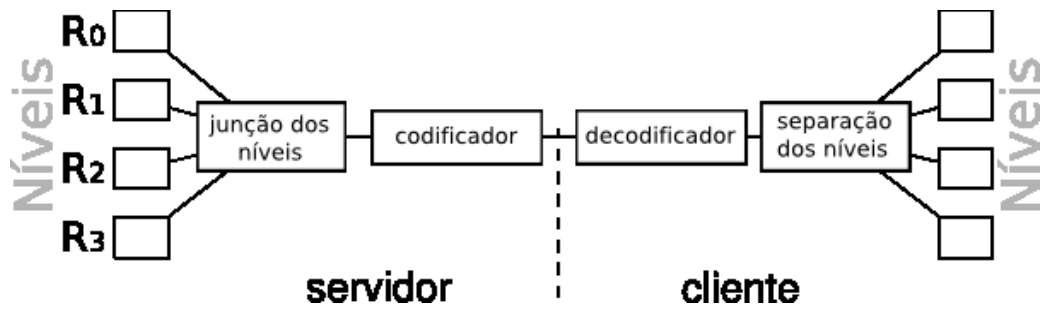 Níveis
R0
R1
R2
R3
junção dos
níveis
codificador
decodificador
separação
dos níveis
Níveis
servidor
cliente